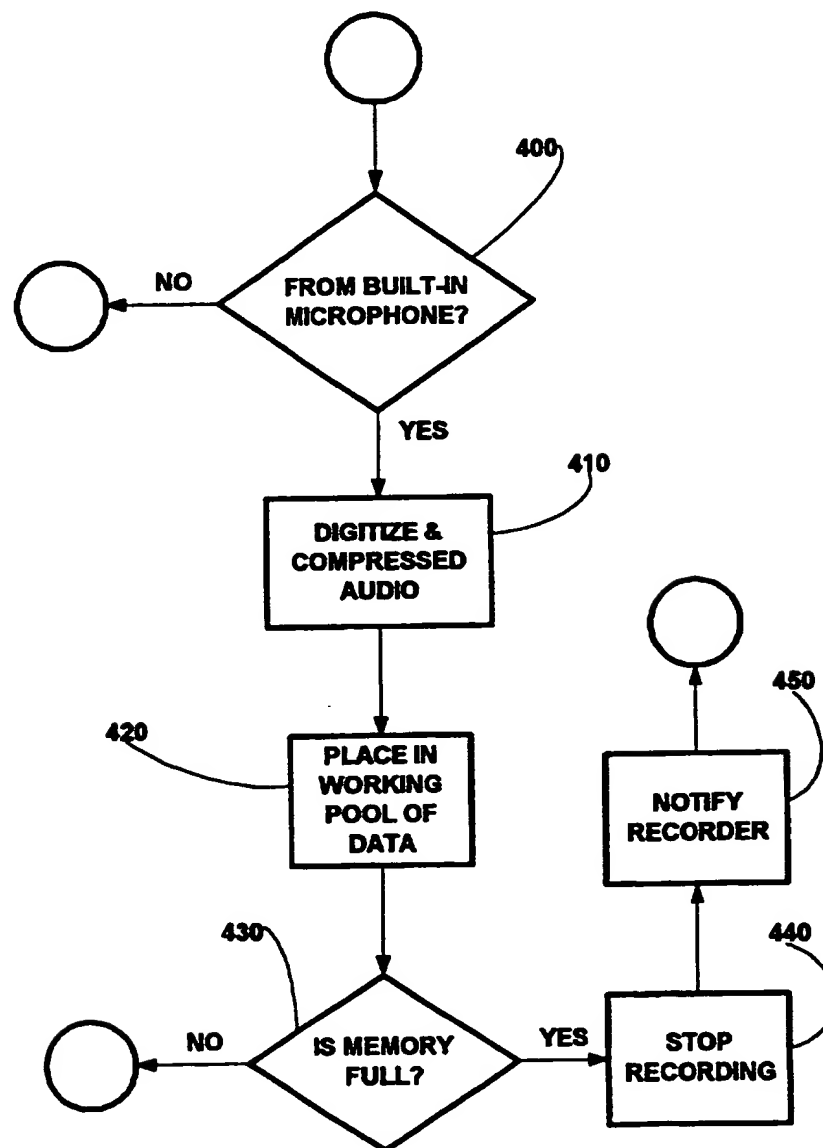 400
FROM BUILT-IN
MICROPHONE?
NO
YES
410
DIGITIZE &
COMPRESSED
AUDIO
420
PLACE IN
WORKING
POOL OF
DATA
450
NOTIFY
RECORDER
430
IS MEMORY
FULL?
NO
YES
440
STOP
RECORDING